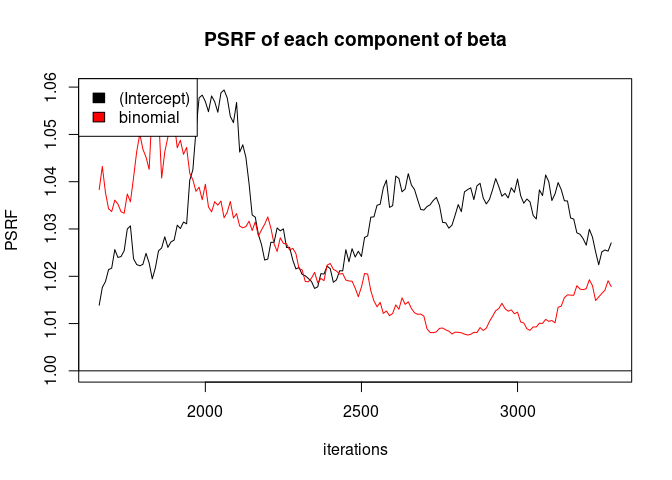 PSRF of each component of beta
(Intercept)
binomial
PSRF
1.06
1.05
1.04
1.03
1.02
1.01
1.00
2000 2500 3000
iterations